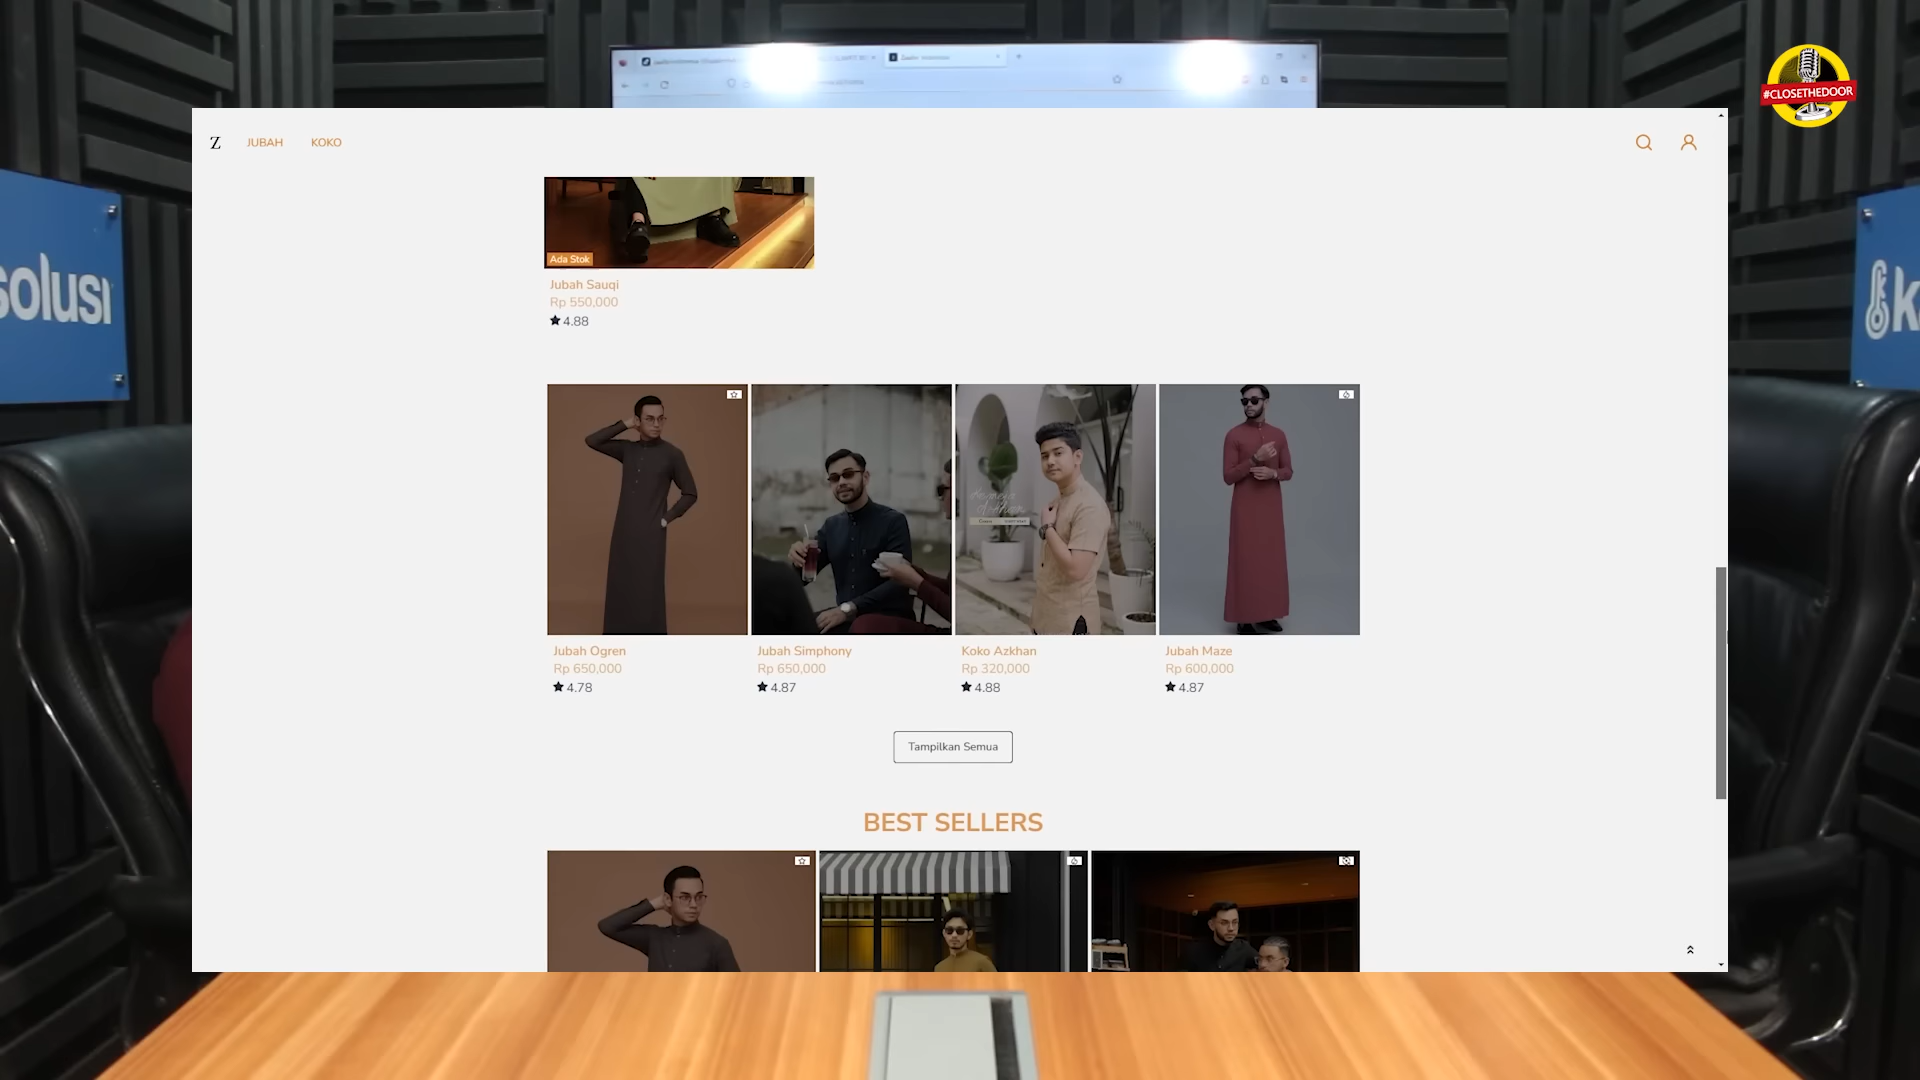 #CLOSETHEDOOR
Z
JUBAH
KOKO
solusi
Ada Stok
Jubah Sauqi
Rp 550,000
4.88
Jubah Ogren
Rp 650,000
4.78
Jubah Simphony
Rp 650,000
4.87
Koko Azkhan
Rp 320,000
4.88
Jubah Maze
Rp 600,000
4.87
Tampilkan Semua
BEST SELLERS